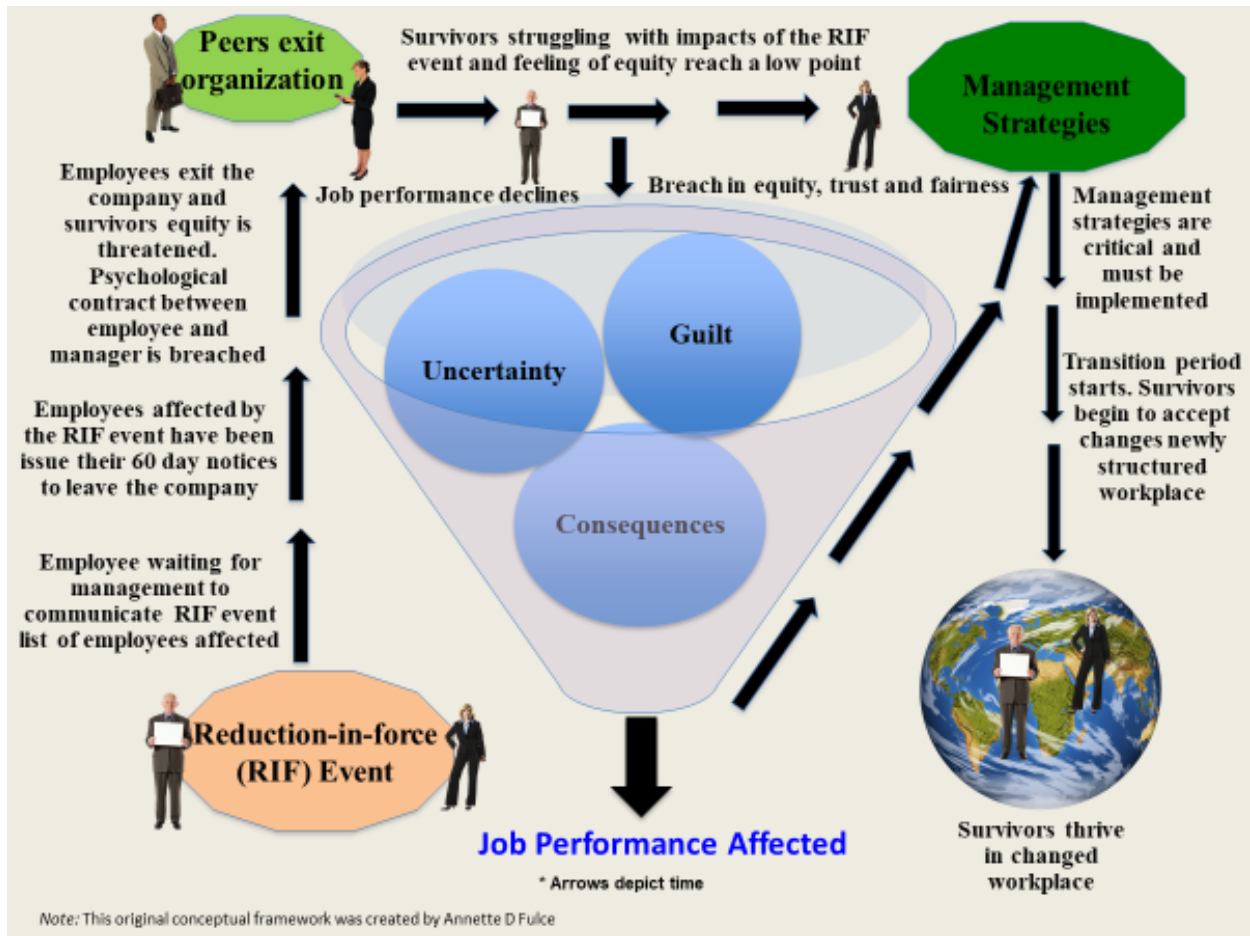 Peers exit
organization
Survivors struggling with impacts of the RIF
event and feeling of equity reach a low point
Management
Strategies
Employees exit the
company and
survivors equity is
threatened.
Psychological
contract between
employee and
manager is breached
Job performance declines
Breach in equity, trust and fairness
Management
strategies are
critical and
must be
implemented
Uncertainty
Guilt
Consequences
Employees affected by
the RIF event have been
issue their 60 day notices
to leave the company
Transition period
starts. Survivors
begin to accept
changes newly
structured
workplace
Employee waiting for
management to
communicate RIF event
list of employees affected
Reduction-in-force
(RIF) Event
Job Performance Affected
* Arrows depict time
Survivors thrive
in changed
workplace
Note: This original conceptual framework was created by Annette D Fulce